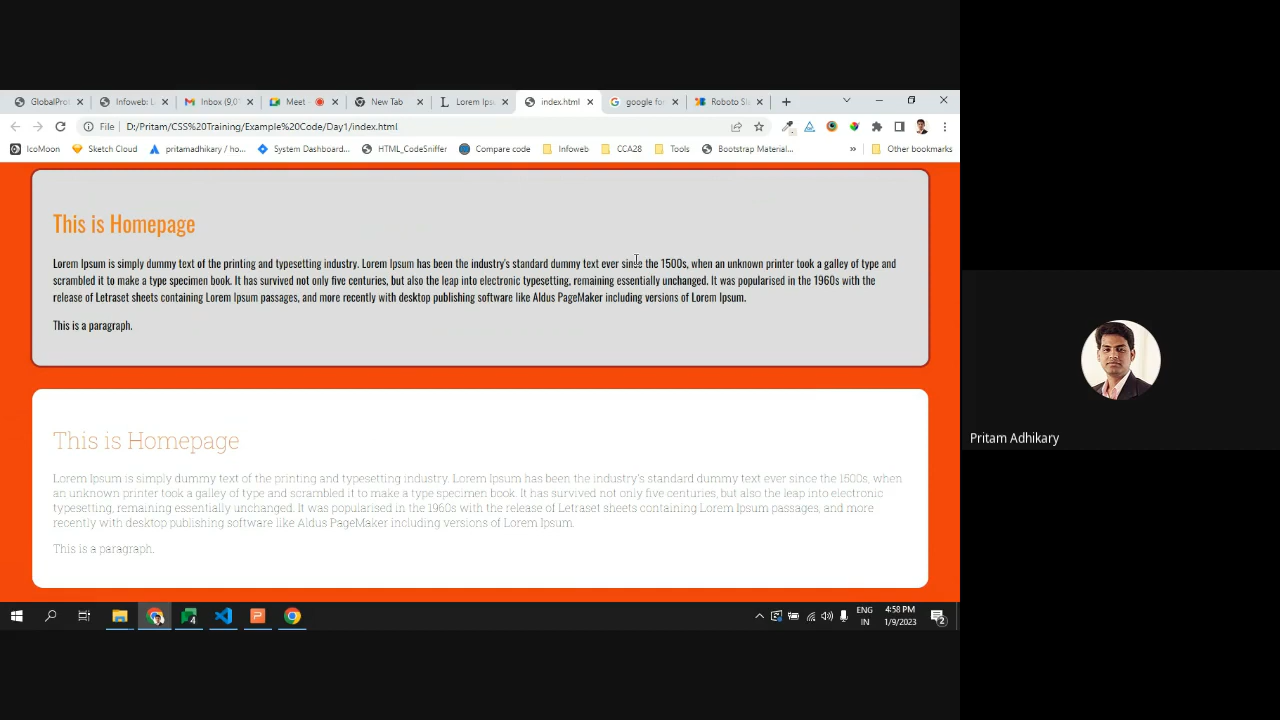 GlobalPro
Infoweb: L
Inbox (9,0
Meet
New Tab
Lorem Ips
index.html
google fo
Roboto Sl
File
D:/Pritam/CSS%20Training/Example%20Code/Day1/index.html
IcoMoon
Sketch Cloud
pritamadhikary / ho...
System Dashboard...
HTML_CodeSniffer
Compare code
Infoweb
CCA28
Tools
Bootstrap Material...
»
Other bookmarks
This is Homepage
Lorem Ipsum is simply dummy text of the printing and typesetting industry. Lorem Ipsum has been the industry's standard dummy text ever since the 1500s, when an unknown printer took a galley of type and
scrambled it to make a type specimen book. It has survived not only five centuries, but also the leap into electronic typesetting, remaining essentially unchanged. It was popularised in the 1960s with the
release of Letraset sheets containing Lorem Ipsum passages, and more recently with desktop publishing software like Aldus PageMaker including versions of Lorem Ipsum.
This is a paragraph.
This is Homepage
Lorem Ipsum is simply dummy text of the printing and typesetting industry. Lorem Ipsum has been the industry's standard dummy text ever since the 1500s, when
an unknown printer took a galley of type and scrambled it to make a type specimen book. It has survived not only five centuries, but also the leap into electronic
typesetting, remaining essentially unchanged. It was popularised in the 1960s with the release of Letraset sheets containing Lorem Ipsum passages, and more
recently with desktop publishing software like Aldus PageMaker including versions of Lorem Ipsum.
This is a paragraph.
Pritam Adhikary
4
ENG
IN
4:58 PM
1/9/2023
2